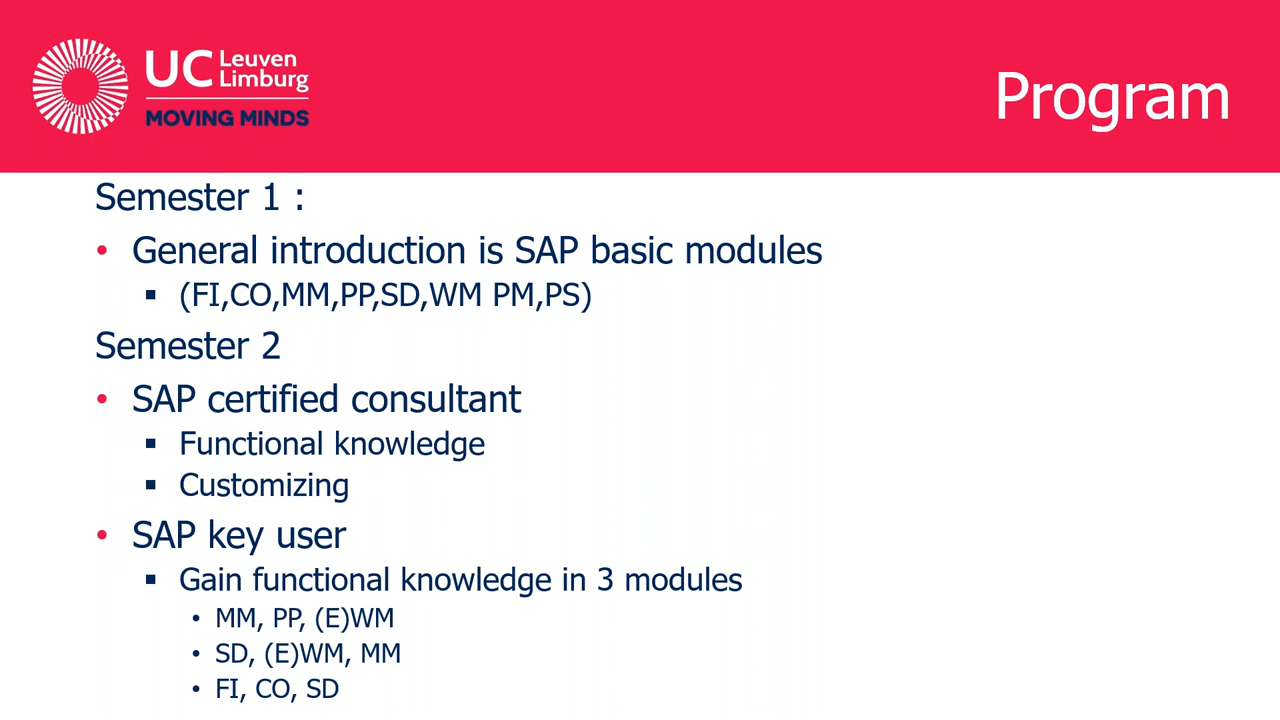 UC Leuven
Limburg
MOVING MINDS
Program
Semester 1 :
• General introduction is SAP basic modules
▪ (FI,CO,MM,PP,SD,WM PM,PS)
Semester 2
• SAP certified consultant
▪ Functional knowledge
▪ Customizing
• SAP key user
▪ Gain functional knowledge in 3 modules
• MM, PP, (E)WM
• SD, (E)WM, MM
• FI, CO, SD